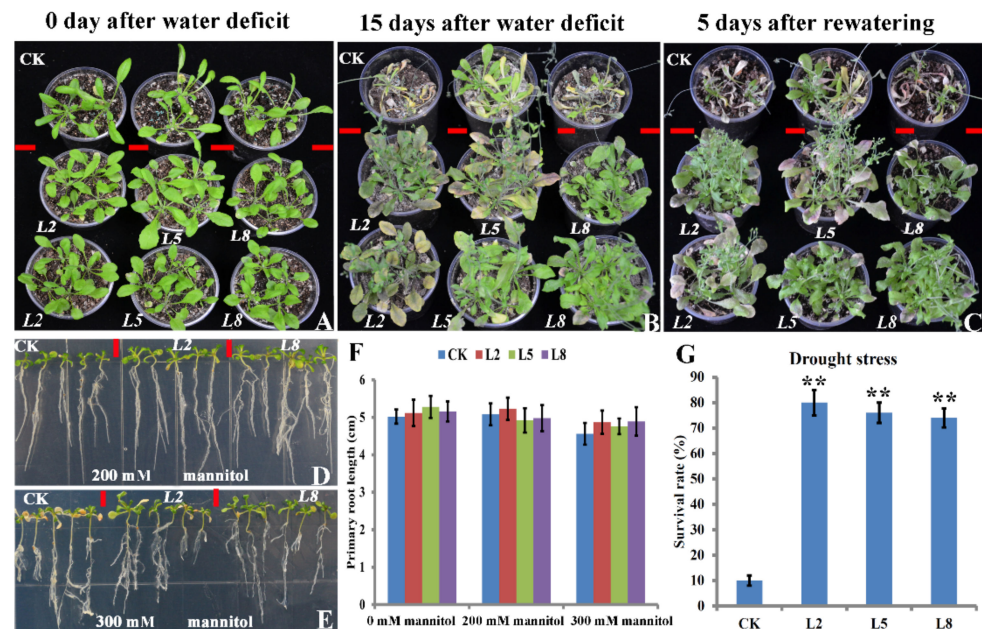 0 day after water deficit
15 days after water deficit
5 days after rewatering
CK
L2
L5
L8
L2
L5
L8
A
CK
L2
L5
L8
L2
L5
L8
B
CK
L2
L5
L8
L2
L5
L8
C
CK
L2
L8
200 mM mannitol
D
CK
L2
L8
300 mM mannitol
E
F
CK L2 L5 L8
Primary root length (cm)
6
5
4
3
2
1
0
0 mM mannitol 200 mM mannitol 300 mM mannitol
G
Drought stress
Survival rate (%)
90
80
70
60
50
40
30
20
10
0
**
**
**
CK L2 L5 L8